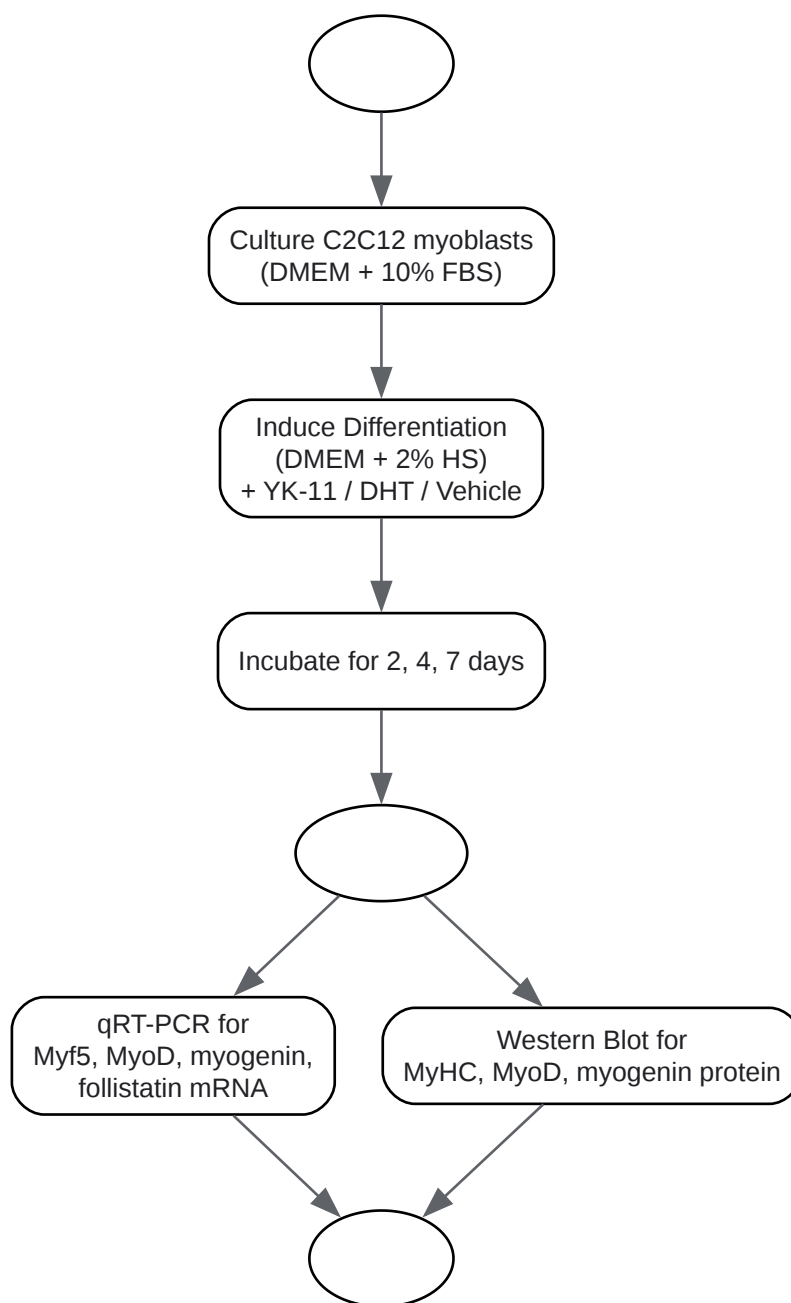 Culture C2C12 myoblasts
(DMEM + 10% FBS)
Induce Differentiation
(DMEM + 2% HS)
+ YK-11 / DHT / Vehicle
Incubate for 2, 4, 7 days
qRT-PCR for
Myf5, MyoD, myogenin,
follistatin mRNA
Western Blot for
MyHC, MyoD, myogenin protein